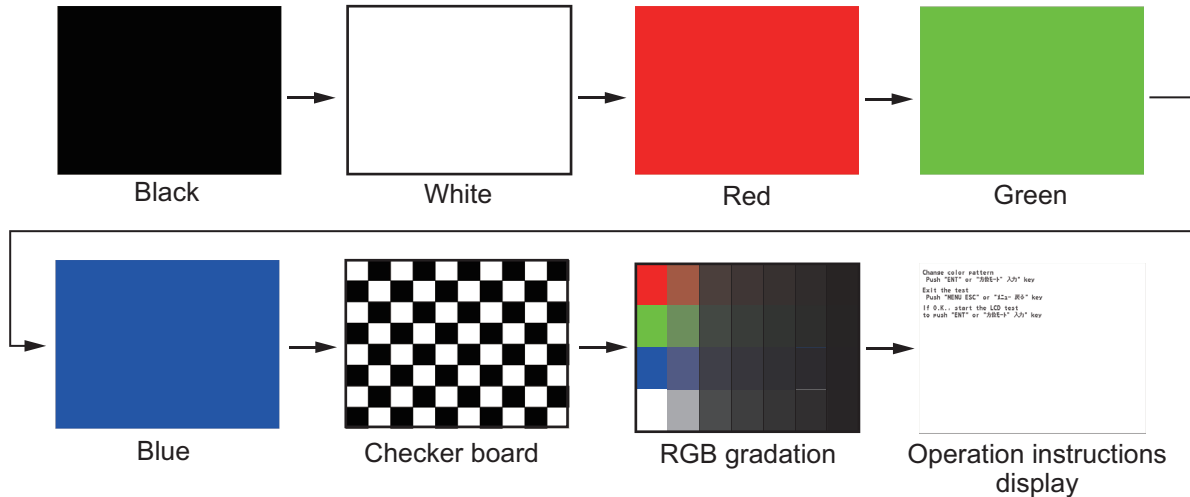 Black
White
Red
Green
Blue
Checker board
RGB gradation
Operation instructions
display
Change color pattern
Push "ENT" or "方位モード 入力" key
Exit the test
Push "MENU ESC" or "メニュー 戻る" key
If O.K.. start the LCD test
to push "ENT" or "方位モード 入力" key